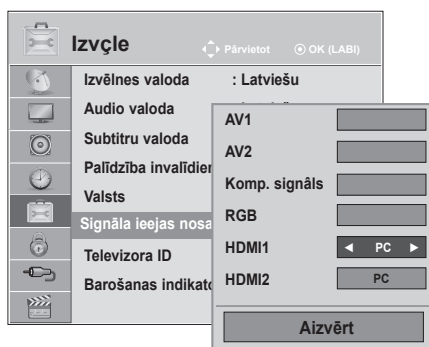 Izvçle
Pārvietot OK (LABI)
Izvēlnes valoda : Latviešu
Audio valoda
Subtitru valoda
Palīdzība invalīdien
Valsts
Signāla ieejas nosa
Televizora ID
Barošanas indikato
AV1
AV2
Komp. signāls
RGB
HDMI1 ◄ PC ►
HDMI2 PC
Aizvērt